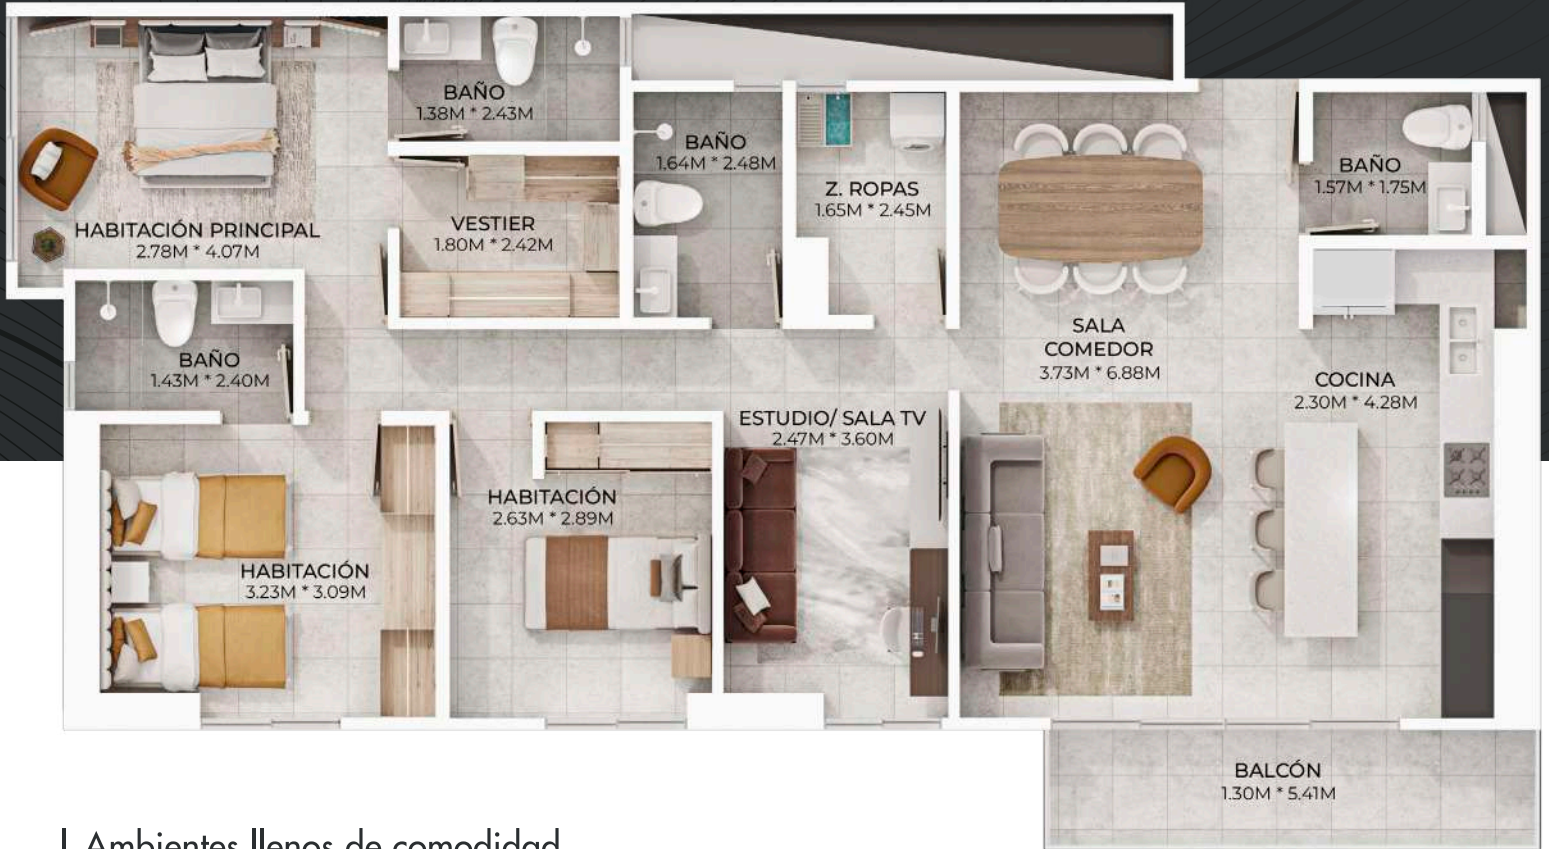 BAÑO
1.38M * 2.43M
BAÑO
1.64M * 2.48M
Z. ROPAS
1.65M * 2.45M
BAÑO
1.57M * 1.75M
VESTIER
1.80M * 2.42M
HABITACIÓN PRINCIPAL
2.78M * 4.07M
SALA
COMEDOR
3.73M * 6.88M
BAÑO
1.43M * 2.40M
COCINA
2.30M * 4.28M
ESTUDIO/ SALA TV
2.47M * 3.60M
HABITACIÓN
2.63M * 2.89M
HABITACIÓN
3.23M * 3.09M
BALCÓN
1.30M * 5.41M
Ambientes llenos de comodidad